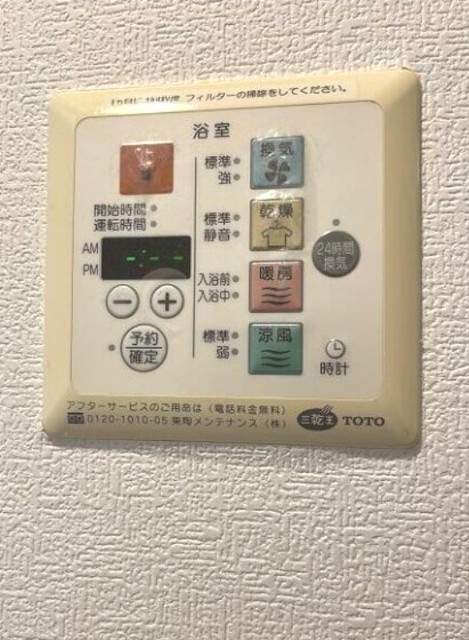 フィルターの掃除をしてください。
浴室
換気
標準
強
開始時間
運転時間
乾燥
標準
静音
AM
PM
-:--
24時間
換気
暖房
入浴前
入浴中
予約
確定
涼風
標準
弱
時計
アフターサービスのご用品は（電話料金無料）
0120-1010-05 東陶メンテナンス（株）
三乾王 TOTO